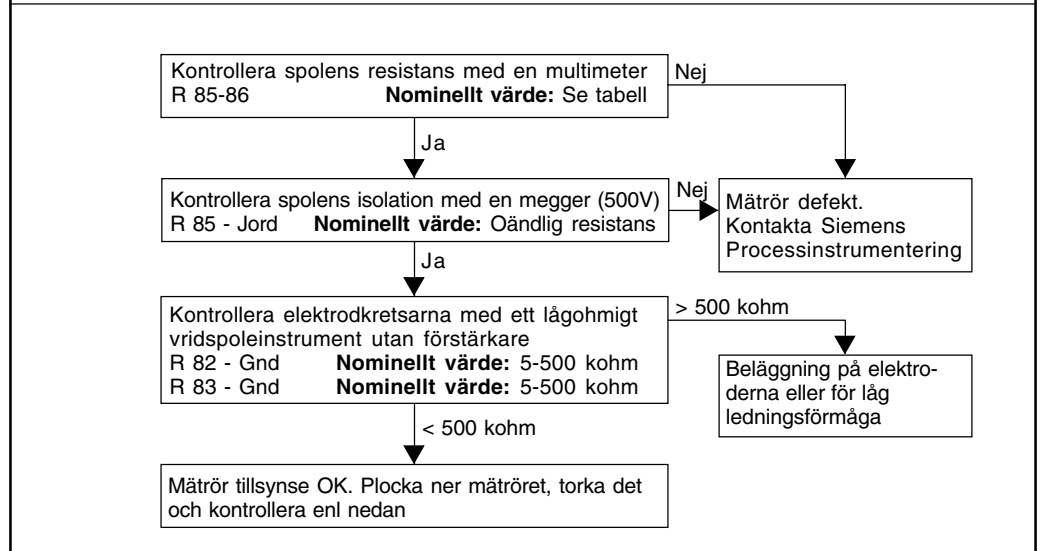 Kontrollera spolens resistans med en multimeter
R 85-86 Nominellt värde: Se tabell
Nej
Ja
Kontrollera spolens isolation med en megger (500V)
R 85 - Jord Nominellt värde: Oändlig resistans
Nej
Mätrör defekt.
Kontakta Siemens
Processinstrumentering
Ja
Kontrollera elektrodkretsarna med ett lågohmigt
vridspoleinstrument utan förstärkare
R 82 - Gnd Nominellt värde: 5-500 kohm
R 83 - Gnd Nominellt värde: 5-500 kohm
> 500 kohm
Beläggning på elektro-
derna eller för låg
ledningsförmåga
< 500 kohm
Mätrör tillsynse OK. Plocka ner mätröret, torka det
och kontrollera enl nedan